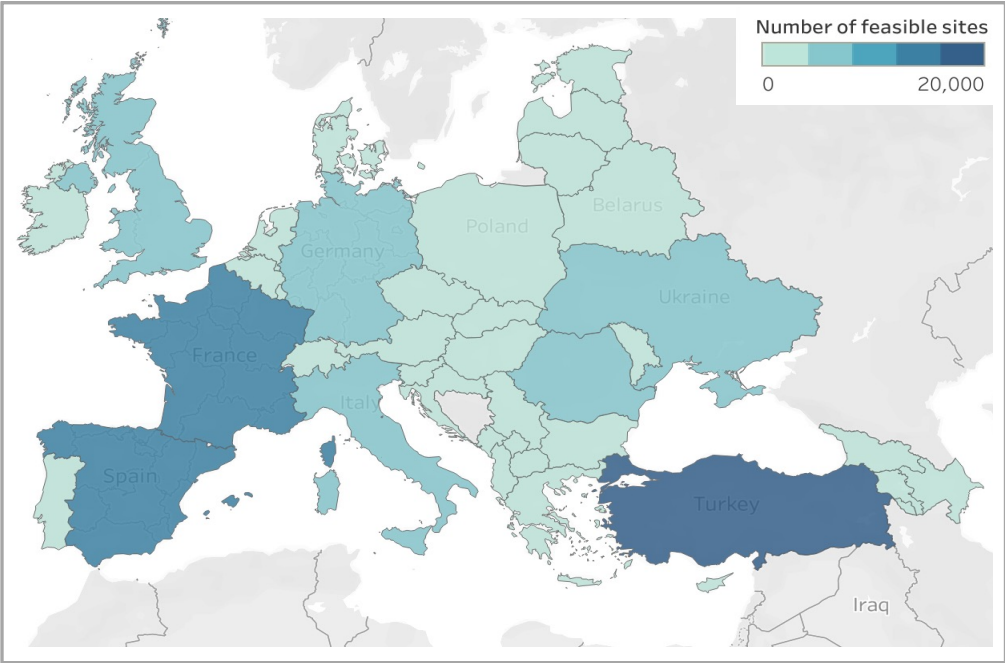 Number of feasible sites
0 20,000
Poland
Belarus
Germany
Ukraine
France
Italy
Spain
Turkey
Iraq